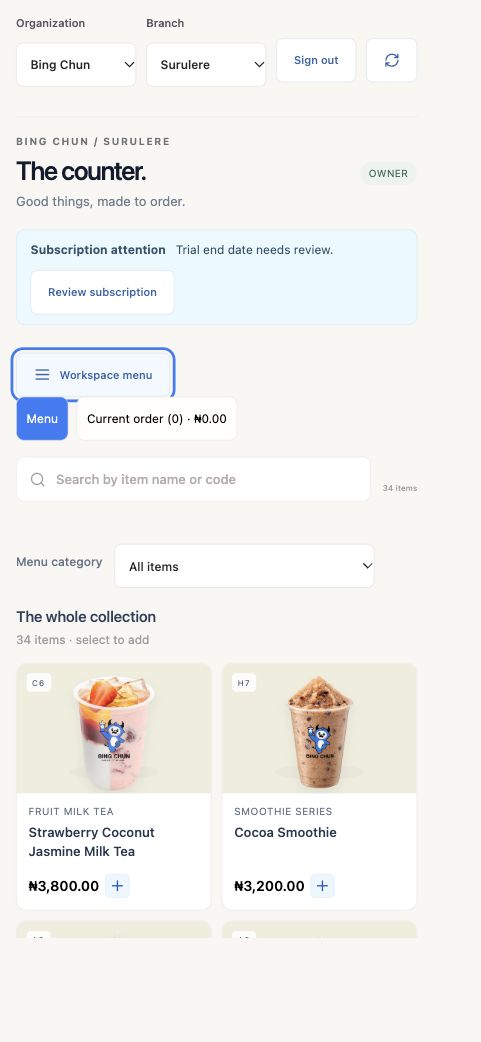 Organization
Branch
Bing Chun
Surulere
Sign out
BING CHUN / SURULERE
The counter.
OWNER
Good things, made to order.
Subscription attention Trial end date needs review.
Review subscription
Workspace menu
Menu
Current order (0) · ₦0.00
Search by item name or code
34 items
Menu category
All items
The whole collection
34 items · select to add
C6
BING CHUN
FRUIT MILK TEA
Strawberry Coconut
Jasmine Milk Tea
₦3,800.00
H7
BING CHUN
SMOOTHIE SERIES
Cocoa Smoothie
₦3,200.00